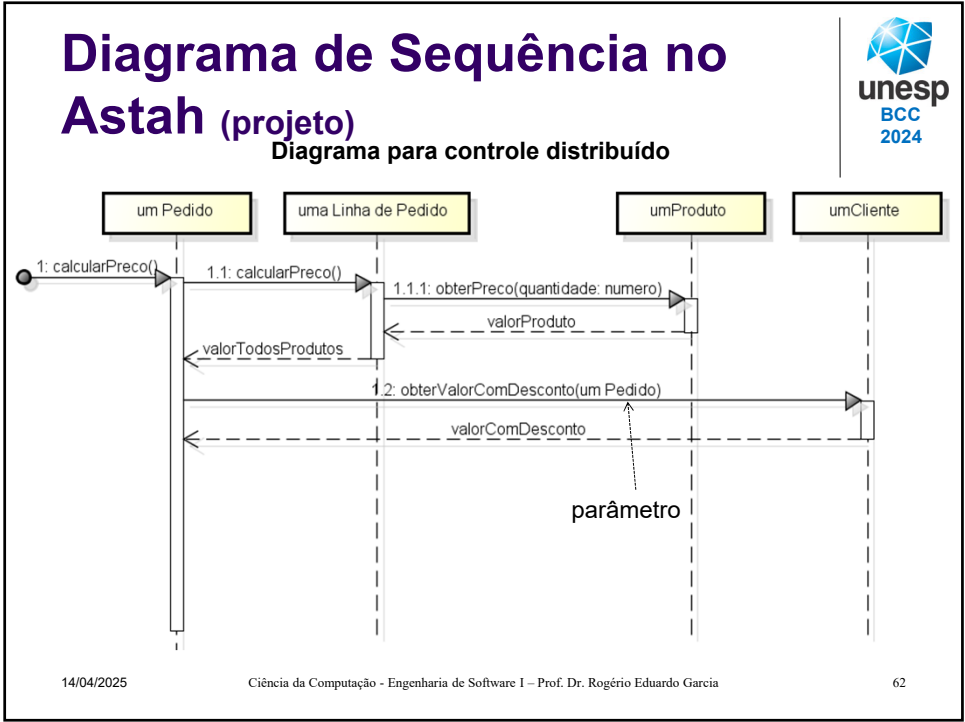 Diagrama de Sequência no
Astah (projeto)
unesp
BCC
2024
Diagrama para controle distribuído
um Pedido
uma Linha de Pedido
umProduto
umCliente
1: calcularPreco()
1.1: calcularPreco()
1.1.1: obterPreco(quantidade: numero)
valorProduto
valorTodosProdutos
1.2: obterValorComDesconto(um Pedido)
valorComDesconto
parâmetro
14/04/2025
Ciência da Computação - Engenharia de Software I – Prof. Dr. Rogério Eduardo Garcia
62